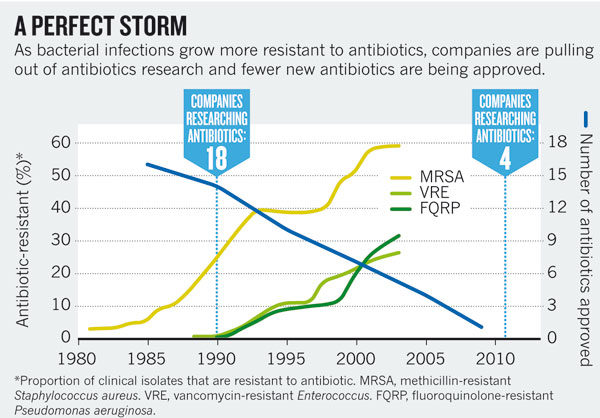 A PERFECT STORM
As bacterial infections grow more resistant to antibiotics, companies are pulling
out of antibiotics research and fewer new antibiotics are being approved.
COMPANIES
RESEARCHING
ANTIBIOTICS:
18
COMPANIES
RESEARCHING
ANTIBIOTICS:
4
Antibiotic-resistant (%)*
60
50
40
30
20
10
0
MRSA
VRE
FQRP
18
15
12
9
6
3
0
Number of antibiotics approved
1980 1985 1990 1995 2000 2005 2010
*Proportion of clinical isolates that are resistant to antibiotic. MRSA, methicillin-resistant
Staphylococcus aureus. VRE, vancomycin-resistant Enterococcus. FQRP, fluoroquinolone-resistant
Pseudomonas aeruginosa.